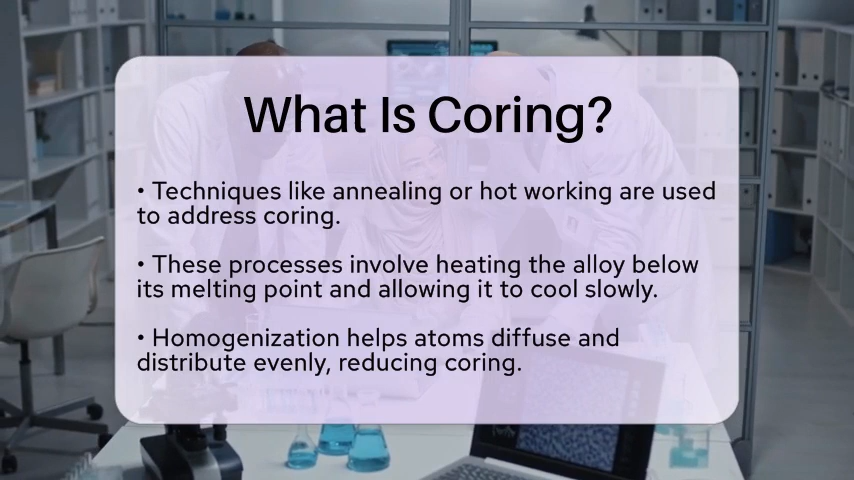 What Is Coring?
• Techniques like annealing or hot working are used
to address coring.
• These processes involve heating the alloy below
its melting point and allowing it to cool slowly.
• Homogenization helps atoms diffuse and
distribute evenly, reducing coring.